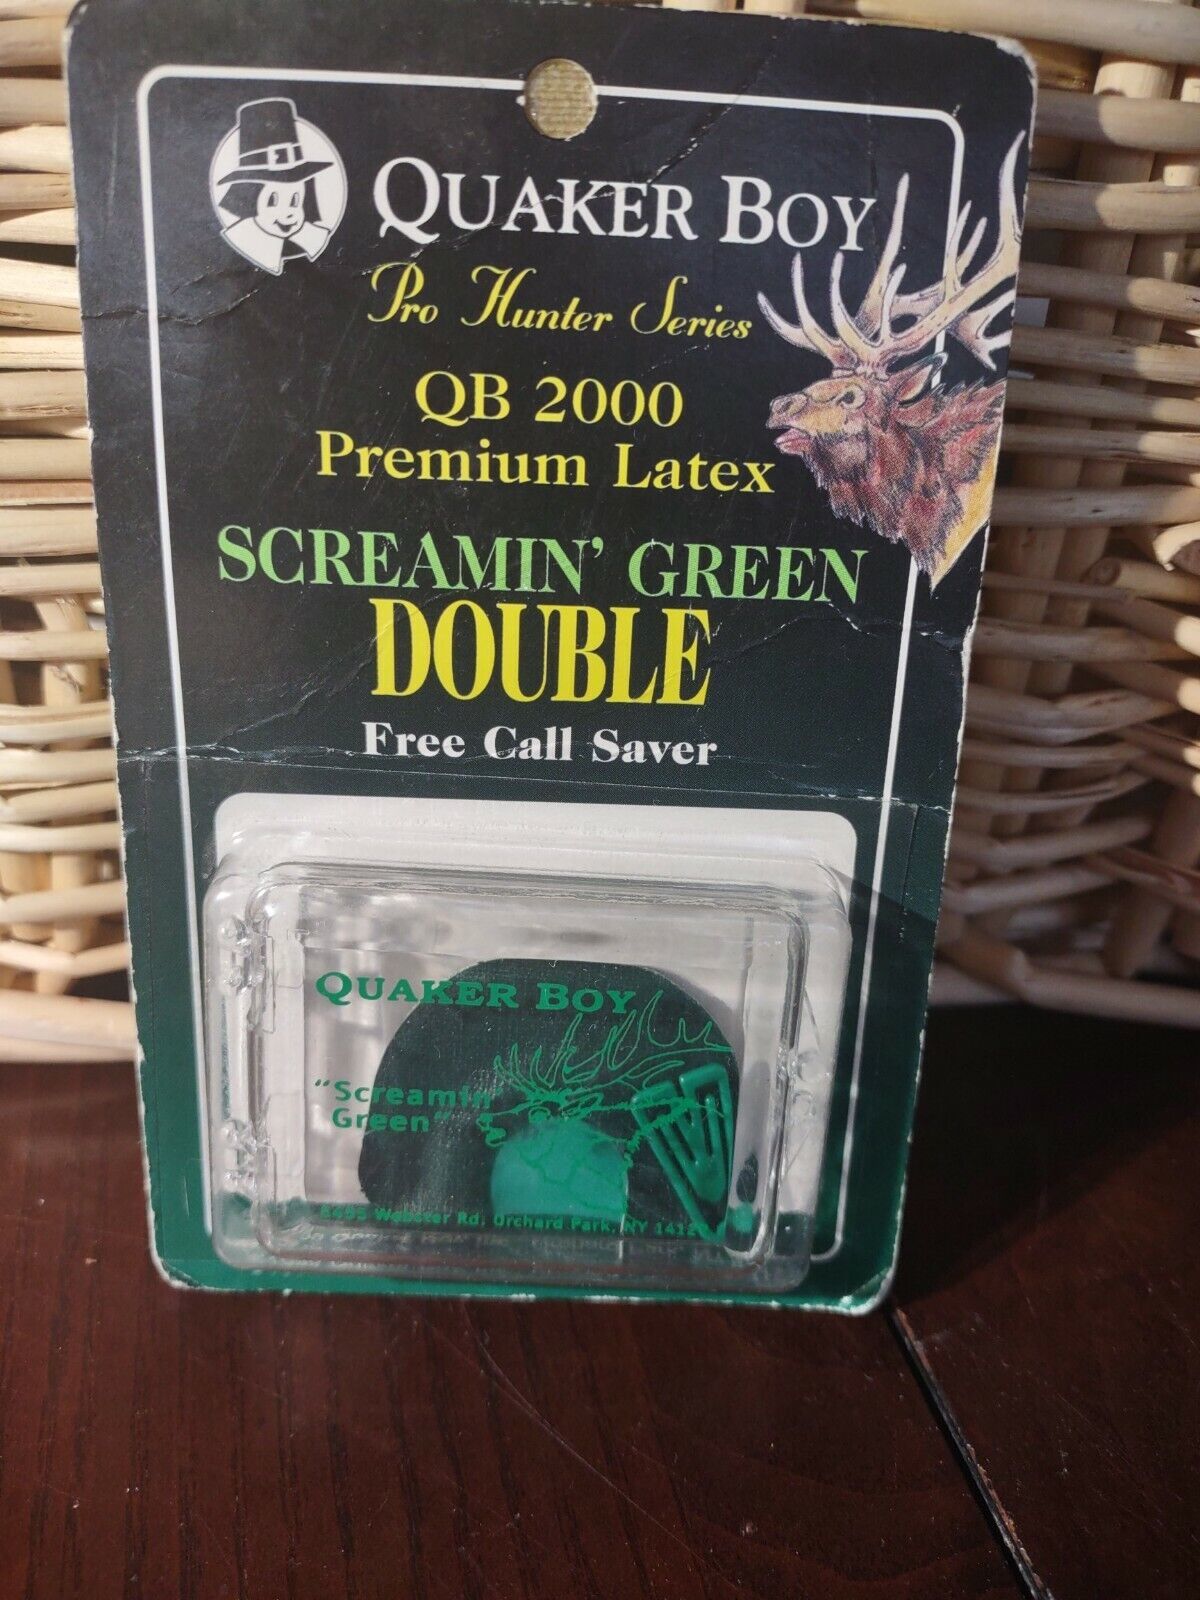 QUAKER BOY
Pro Hunter Series
QB 2000
Premium Latex
SCREAMIN' GREEN
DOUBLE
Free Call Saver
QUAKER BOY
"Screamin
Green"
Webster Rd. Orchard Park, NY